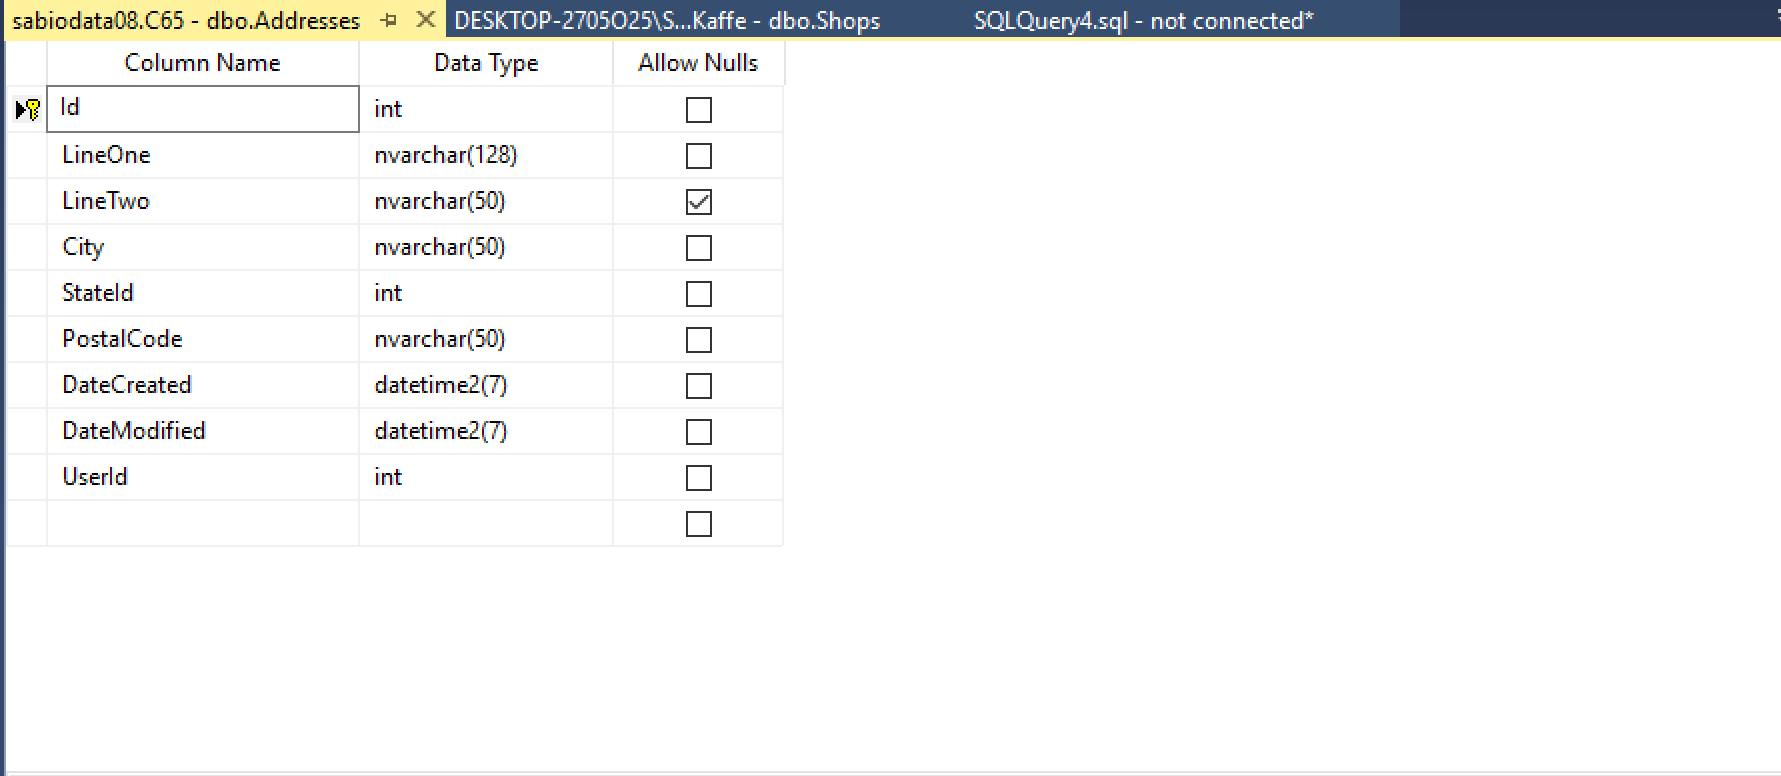 sabiodata08.C65 - dbo.Addresses DESKTOP-2705O25\S...Kaffe - dbo.Shops SQLQuery4.sql - not connected*
Column Name Data Type Allow Nulls
Id int
LineOne nvarchar(128)
LineTwo nvarchar(50)
City nvarchar(50)
StateId int
PostalCode nvarchar(50)
DateCreated datetime2(7)
DateModified datetime2(7)
UserId int